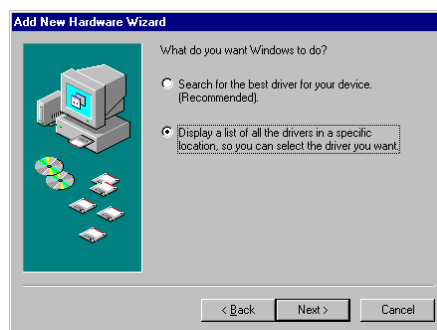 Add New Hardware Wizard
What do you want Windows to do?
Search for the best driver for your device.
(Recommended).
Display a list of all the drivers in a specific
location, so you can select the driver you want.
< Back
Next >
Cancel